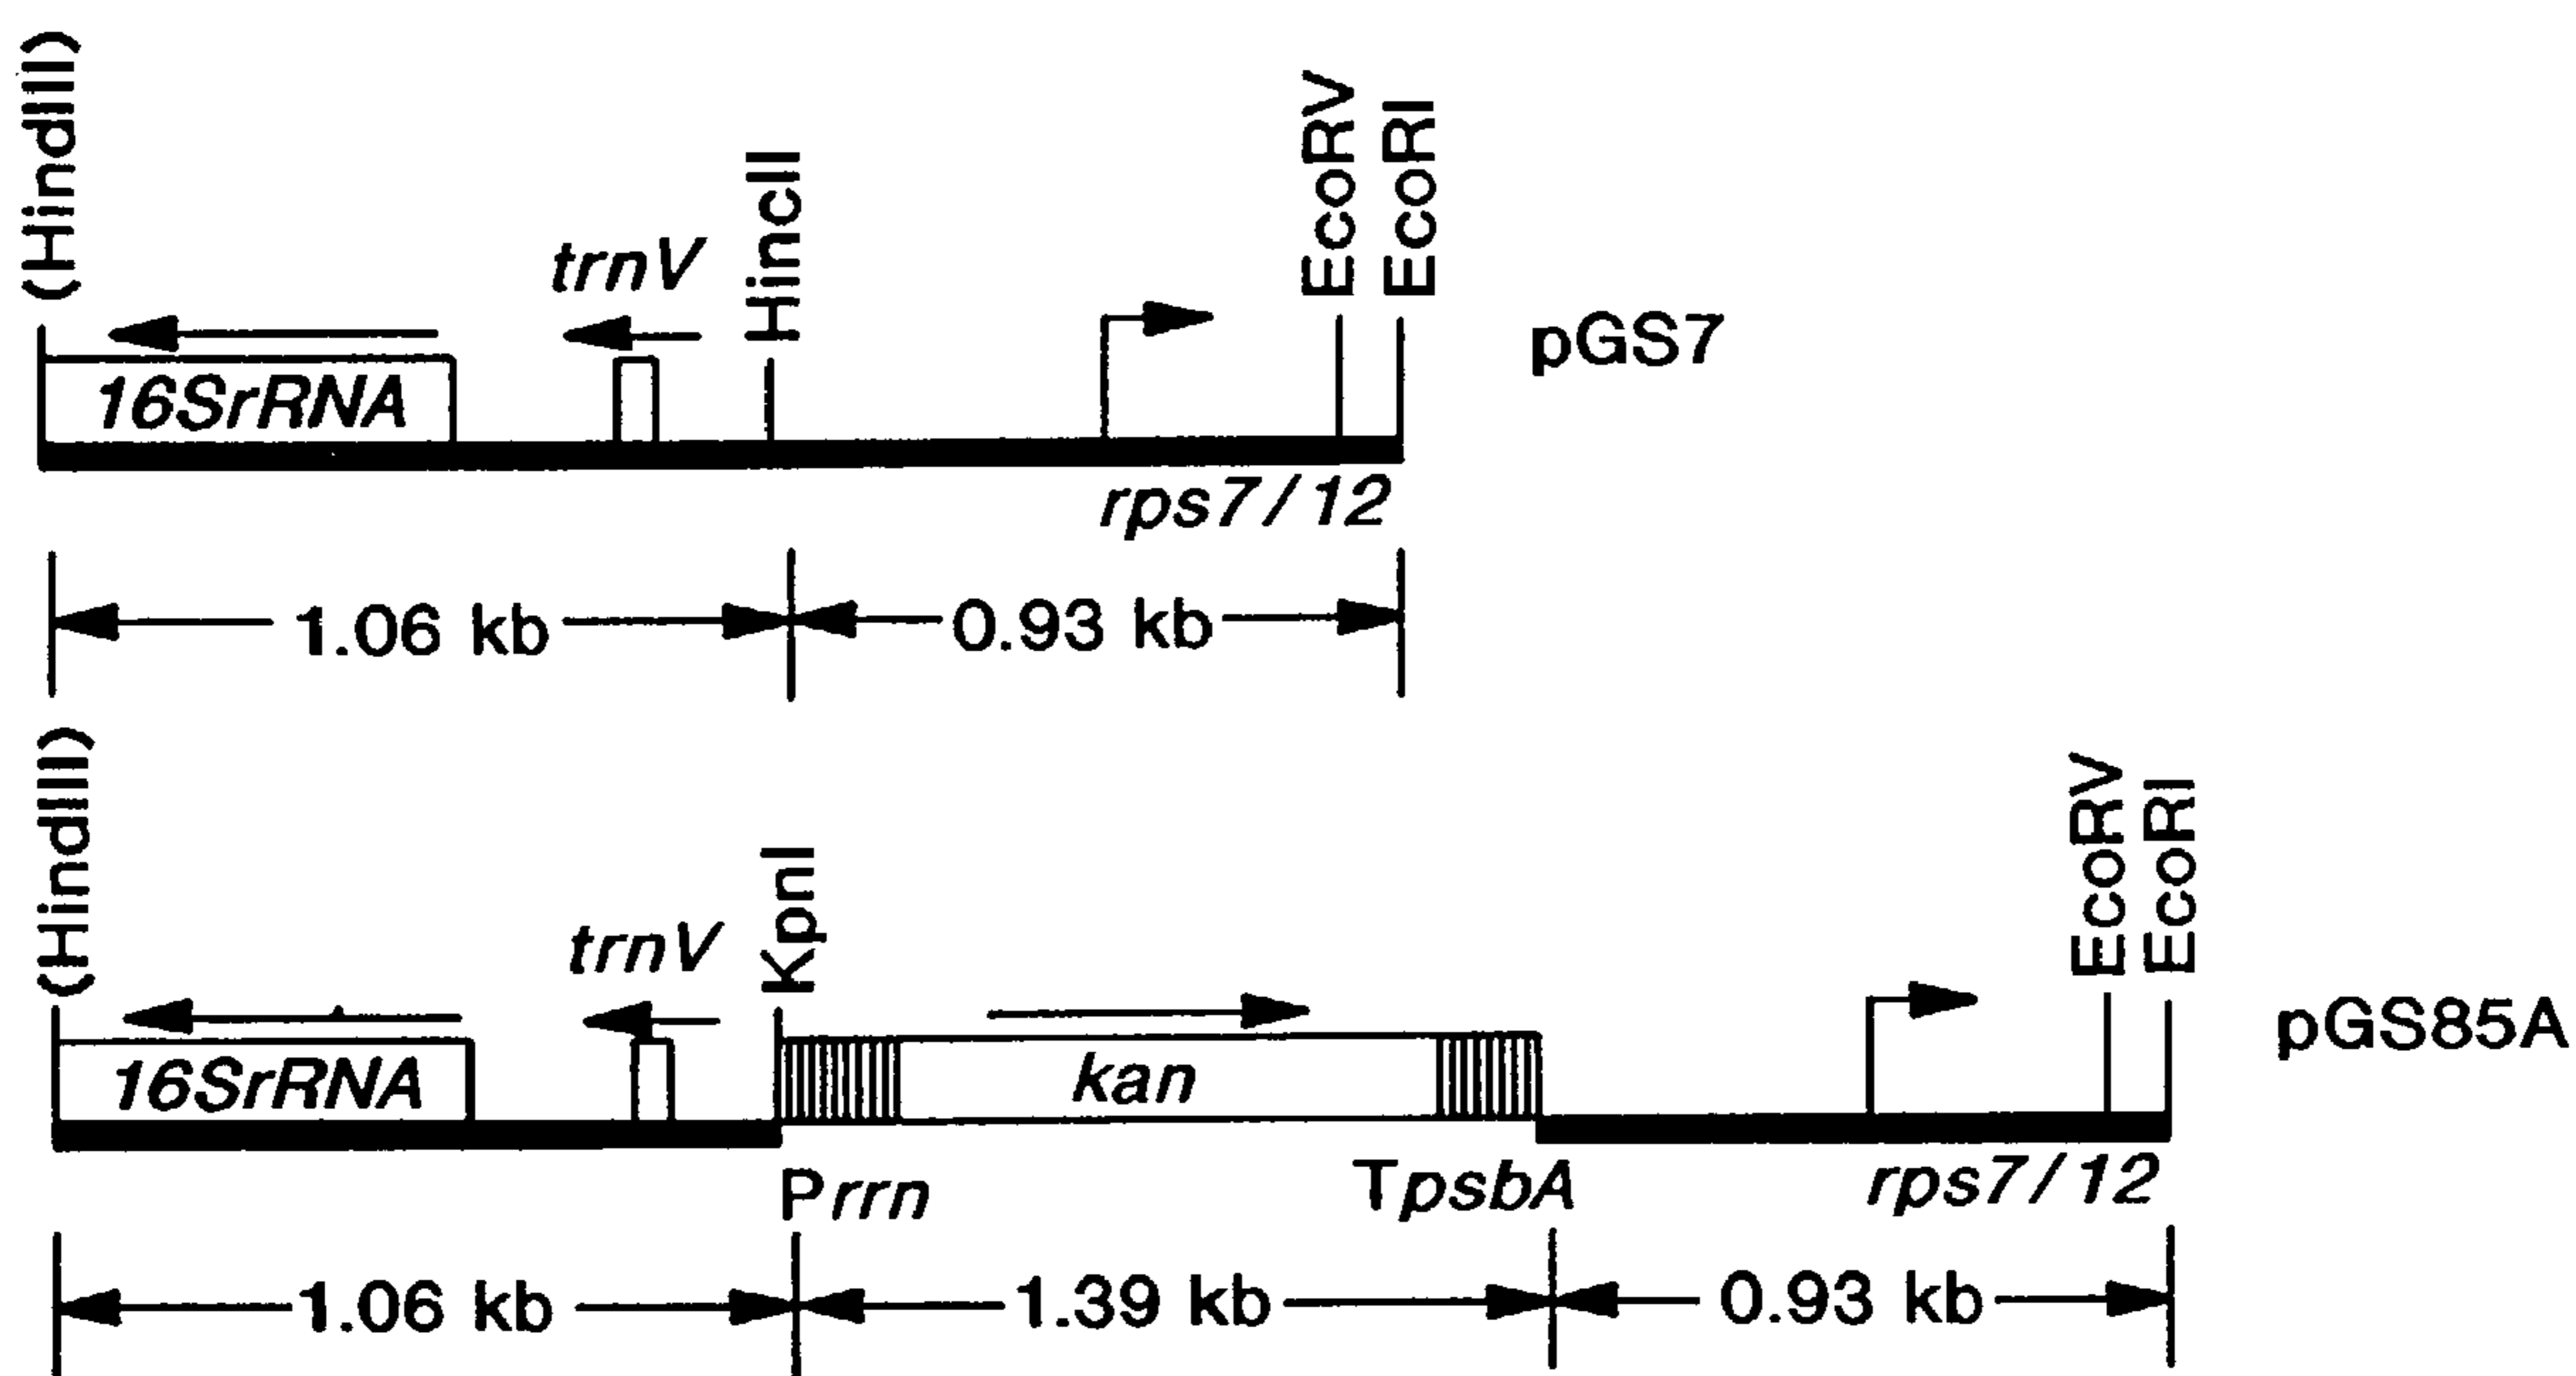 (HindIII)
trnV
HincII
EcoRV
EcoRI
pGS7
16SrRNA
rps7/12
1.06 kb
0.93 kb
(HindIII)
trnV
KpnI
EcoRV
EcoRI
pGS85A
16SrRNA
kan
Prrn
TpsbA
rps7/12
1.06 kb
1.39 kb
0.93 kb